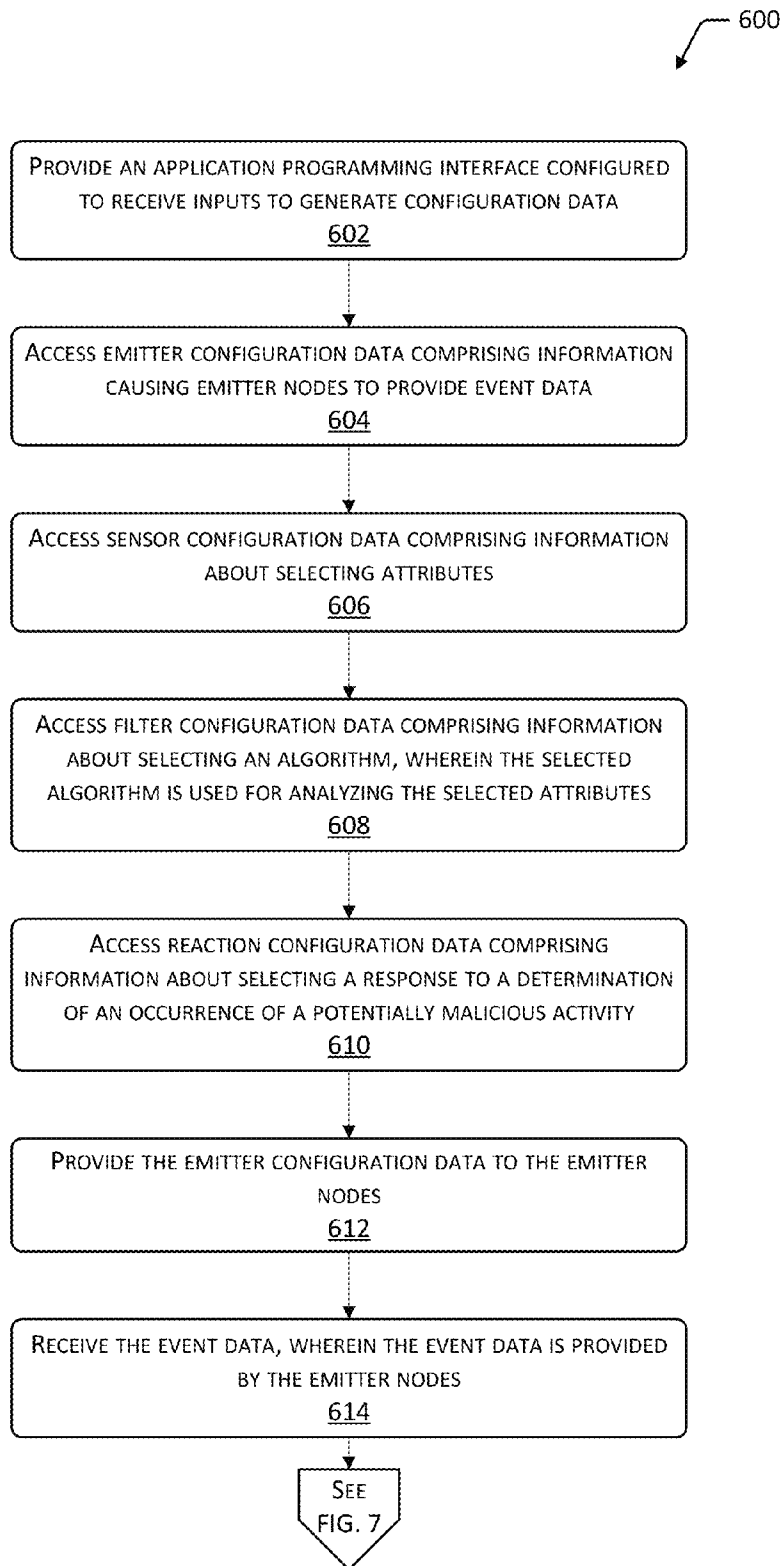 600
PROVIDE AN APPLICATION PROGRAMMING INTERFACE CONFIGURED
TO RECEIVE INPUTS TO GENERATE CONFIGURATION DATA
602
ACCESS EMITTER CONFIGURATION DATA COMPRISING INFORMATION
CAUSING EMITTER NODES TO PROVIDE EVENT DATA
604
ACCESS SENSOR CONFIGURATION DATA COMPRISING INFORMATION
ABOUT SELECTING ATTRIBUTES
606
ACCESS FILTER CONFIGURATION DATA COMPRISING INFORMATION
ABOUT SELECTING AN ALGORITHM, WHEREIN THE SELECTED
ALGORITHM IS USED FOR ANALYZING THE SELECTED ATTRIBUTES
608
ACCESS REACTION CONFIGURATION DATA COMPRISING
INFORMATION ABOUT SELECTING A RESPONSE TO A DETERMINATION
OF AN OCCURRENCE OF A POTENTIALLY MALICIOUS ACTIVITY
610
PROVIDE THE EMITTER CONFIGURATION DATA TO THE EMITTER
NODES
612
RECEIVE THE EVENT DATA, WHEREIN THE EVENT DATA IS PROVIDED
BY THE EMITTER NODES
614
SEE
FIG. 7